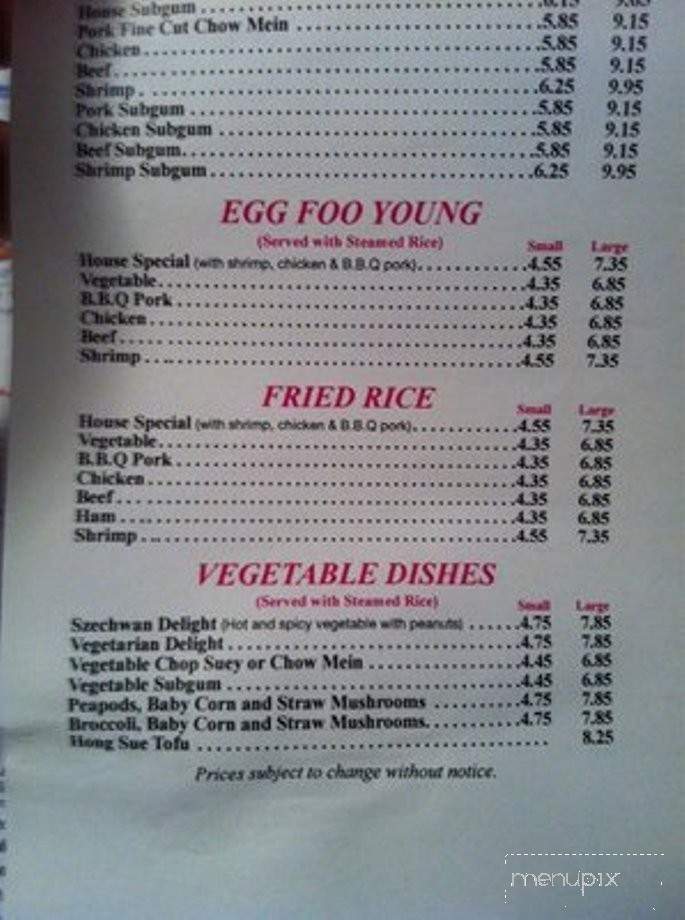 House Subgum
Pork Fine Cut Chow Mein ..................5.85 9.15
Chicken..................5.85 9.15
Beef..................5.85 9.15
Shrimp. ..................6.25 9.95
Pork Subgum ..................5.85 9.15
Chicken Subgum ..................5.85 9.15
Beef Subgum..................5.85 9.15
Shrimp Subgum..................6.25 9.95
EGG FOO YOUNG
(Served with Steamed Rice) Small Large
House Special (with shrimp, chicken & B.B.Q pork)............4.55 7.35
Vegetable..................4.35 6.85
B.B.Q Pork..................4.35 6.85
Chicken..................4.35 6.85
Beef..................4.35 6.85
Shrimp..................4.55 7.35
FRIED RICE
Small Large
House Special (with shrimp, chicken & B.B.Q pork)............4.55 7.35
Vegetable..................4.35 6.85
B.B.Q Pork..................4.35 6.85
Chicken..................4.35 6.85
Beef..................4.35 6.85
Ham..................4.35 6.85
Shrimp..................4.55 7.35
VEGETABLE DISHES
(Served with Steamed Rice) Small Large
Szechwan Delight (Hot and spicy vegetable with peanuts) ......4.75 7.85
Vegetarian Delight..................4.75 7.85
Vegetable Chop Suey or Chow Mein ..................4.45 6.85
Vegetable Subgum ..................4.45 6.85
Peapods, Baby Corn and Straw Mushrooms ..........4.75 7.85
Broccoli, Baby Corn and Straw Mushrooms...........4.75 7.85
Hong Sue Tofu .................. 8.25
Prices subject to change without notice.
menupix